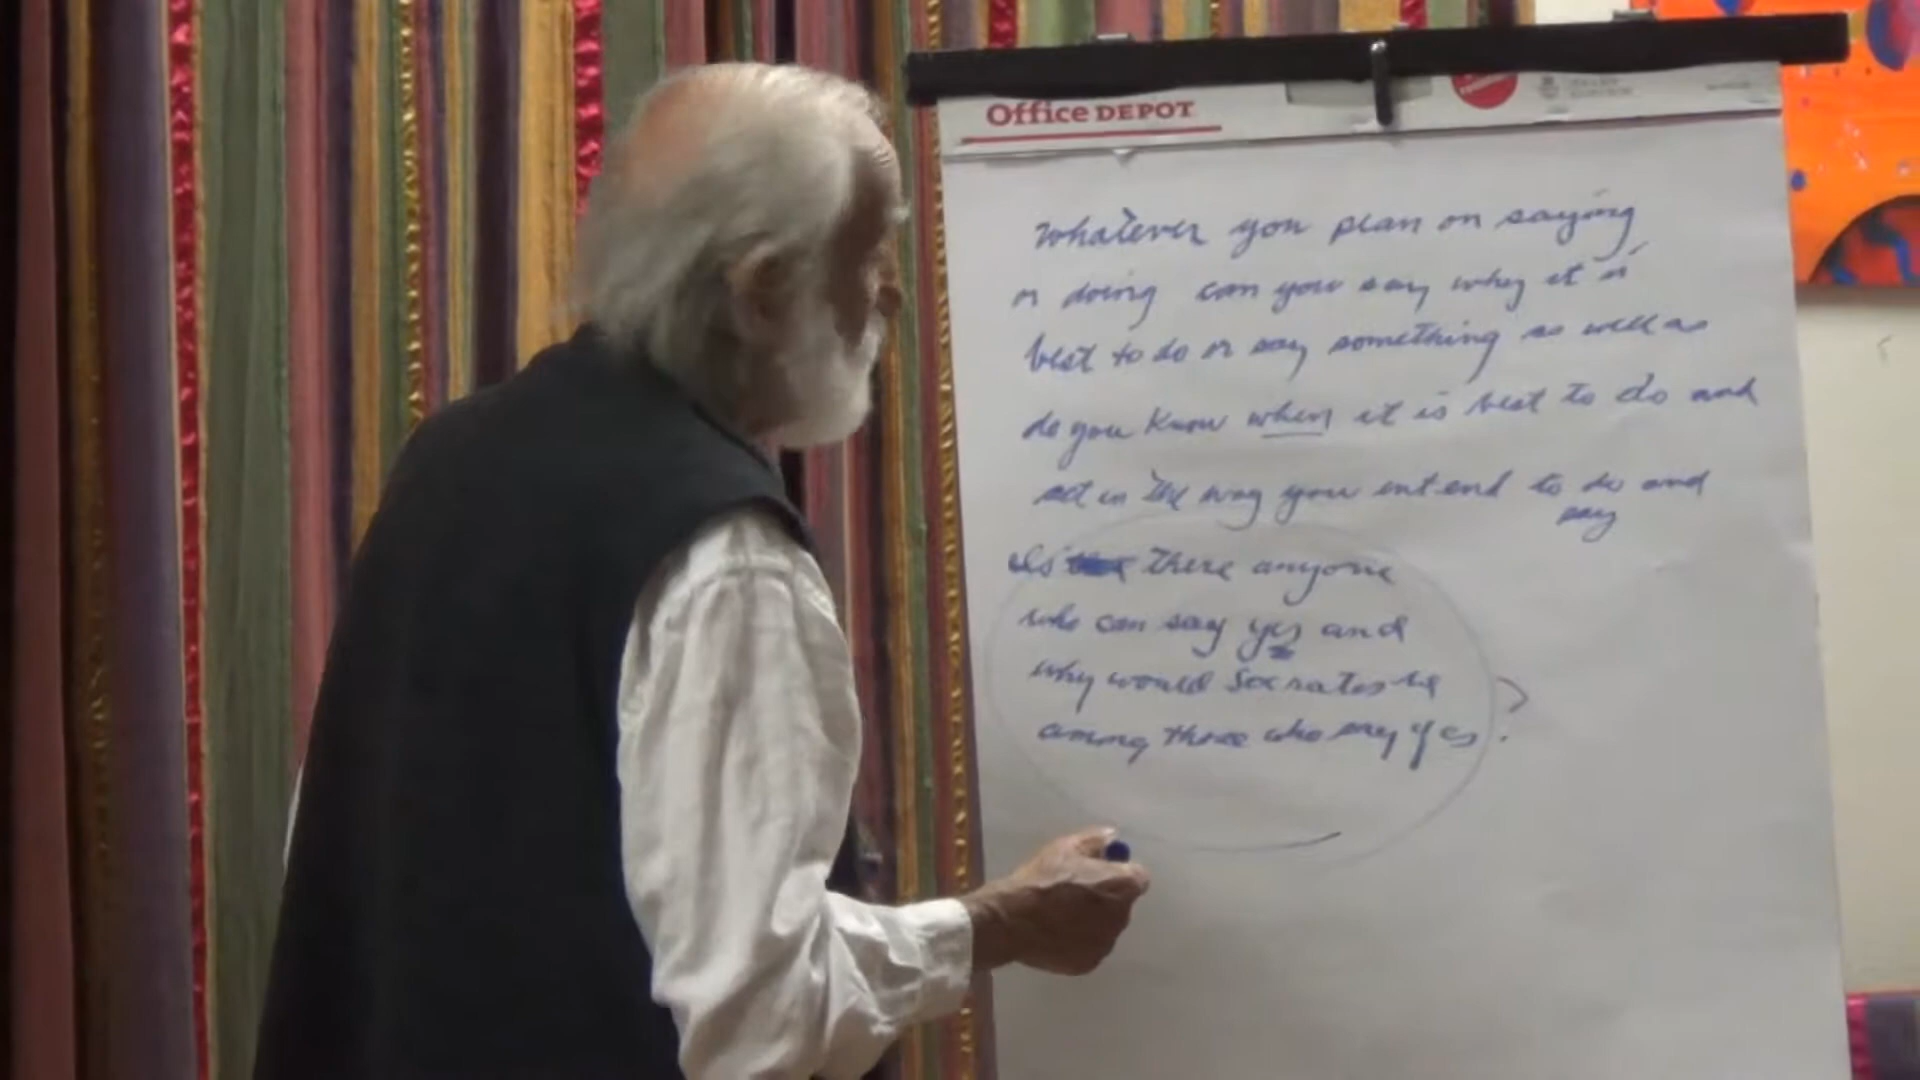 Office DEPOT
Whatever you plan on saying
or doing can you say why it is
best to do or say something as well as
do you know when it is best to do and
act in the way you intend to do and
say
Is there anyone
who can say yes and
why would Socrates be
among those who say yes?